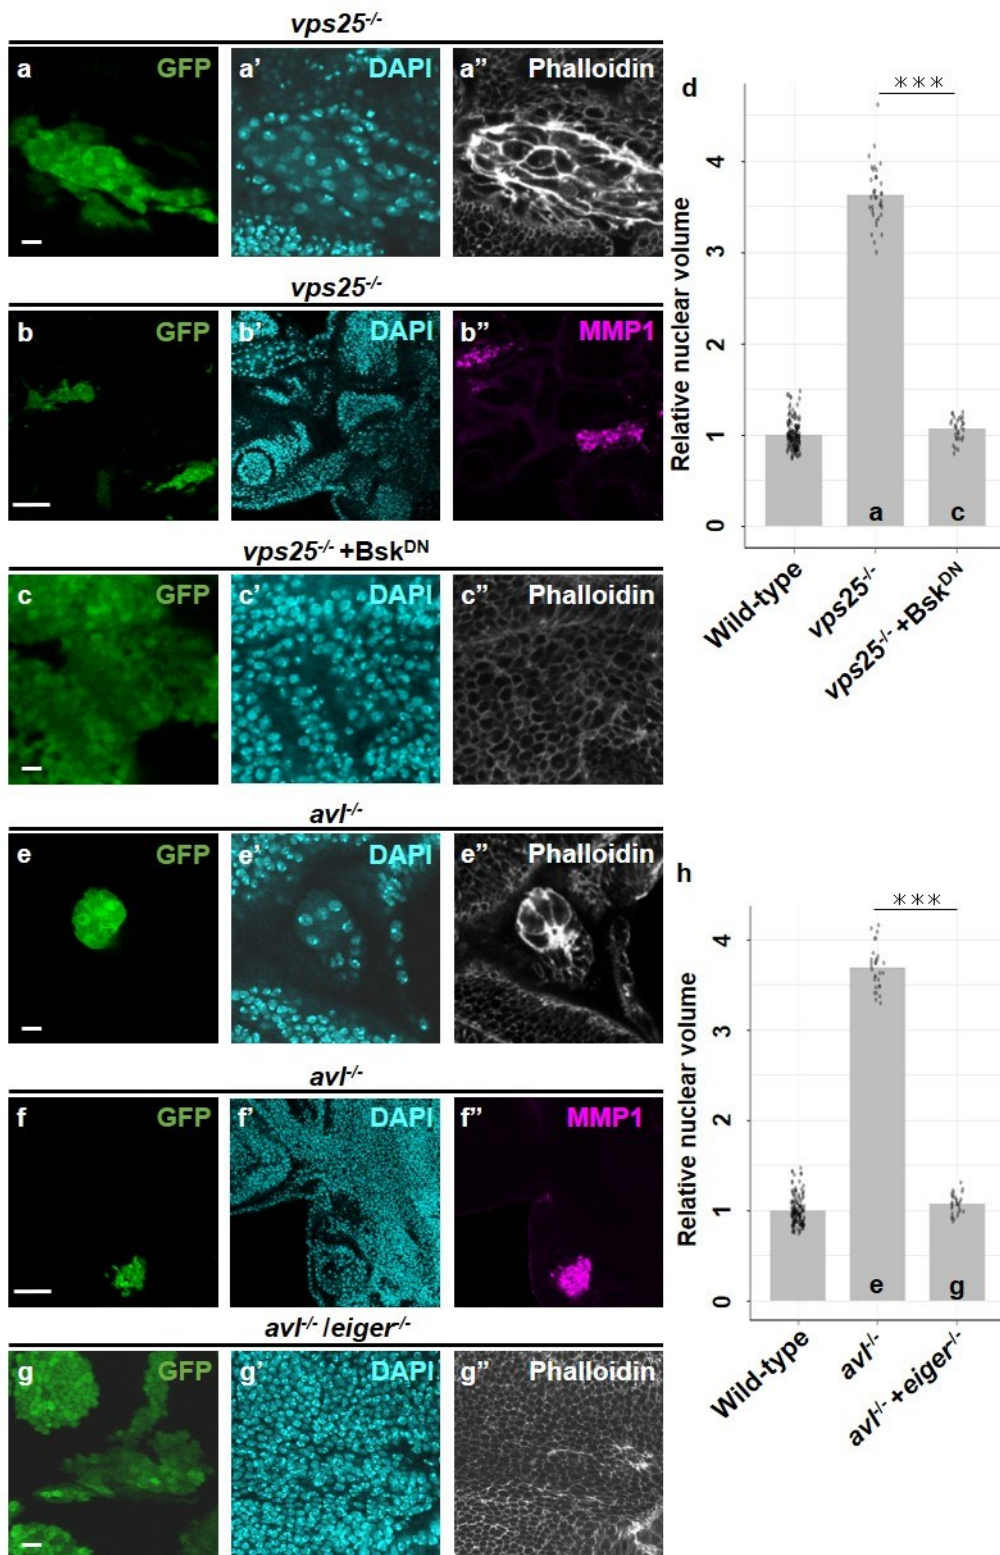 vps25-/-
a GFP a' DAPI a" Phalloidin
vps25-/-
b GFP b' DAPI b" MMP1
vps25-/- +BskDN
c GFP c' DAPI c" Phalloidin
d
***
Relative nuclear volume
4
3
2
1
0
a c
Wild-type
vps25-/-
vps25-/- +BskDN
avl-/-
e GFP e' DAPI e" Phalloidin
avl-/-
f GFP f' DAPI f" MMP1
avl-/- /eiger-/-
g GFP g' DAPI g" Phalloidin
h
***
Relative nuclear volume
4
3
2
1
0
e g
Wild-type
avl-/-
avl-/- +eiger-/-